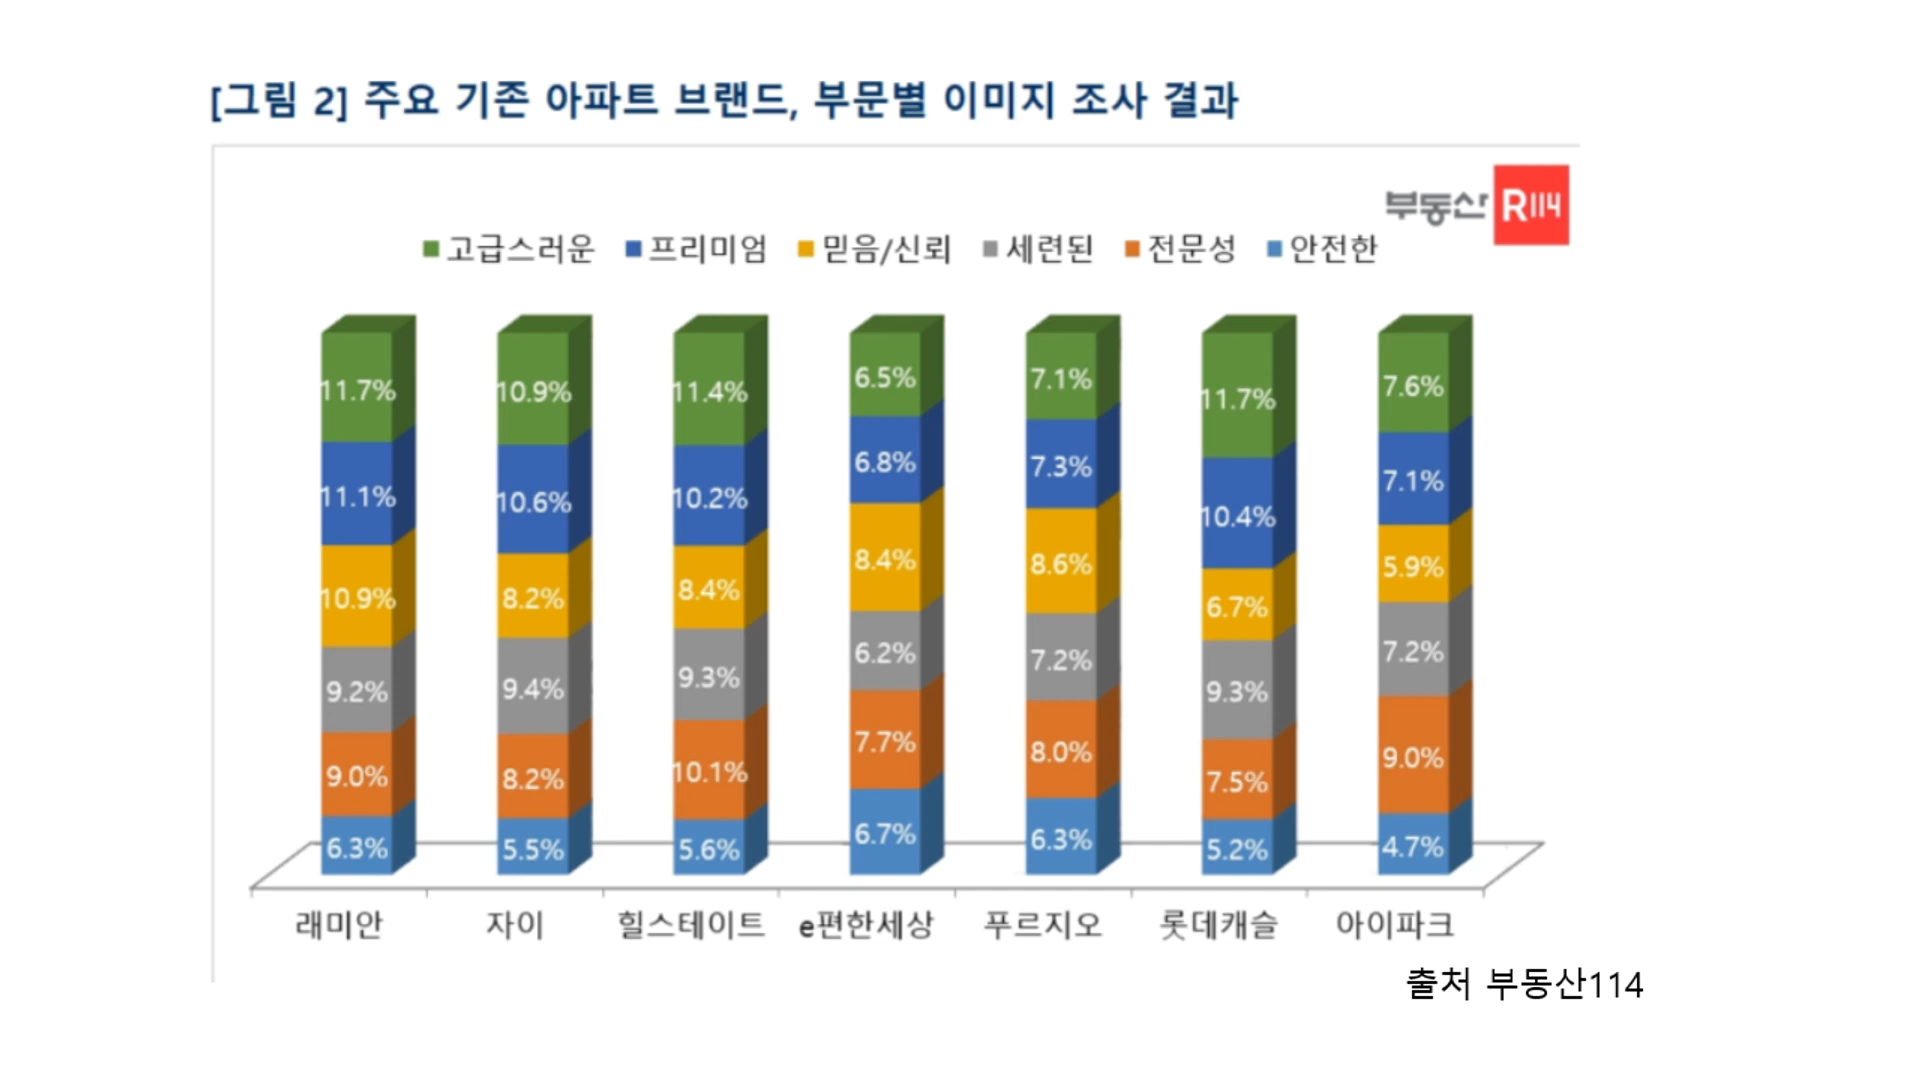 [그림 2] 주요 기존 아파트 브랜드, 부문별 이미지 조사 결과
부동산 R114
고급스러운 프리미엄 믿음/신뢰 세련된 전문성 안전한
11.7% 10.9% 11.4% 6.5% 7.1% 11.7% 7.6%
11.1% 10.6% 10.2% 6.8% 7.3% 10.4% 7.1%
10.9% 8.2% 8.4% 8.4% 8.6% 6.7% 5.9%
9.2% 9.4% 9.3% 6.2% 7.2% 9.3% 7.2%
9.0% 8.2% 10.1% 7.7% 8.0% 7.5% 9.0%
6.3% 5.5% 5.6% 6.7% 6.3% 5.2% 4.7%
래미안 자이 힐스테이트 e편한세상 푸르지오 롯데캐슬 아이파크
출처 부동산114